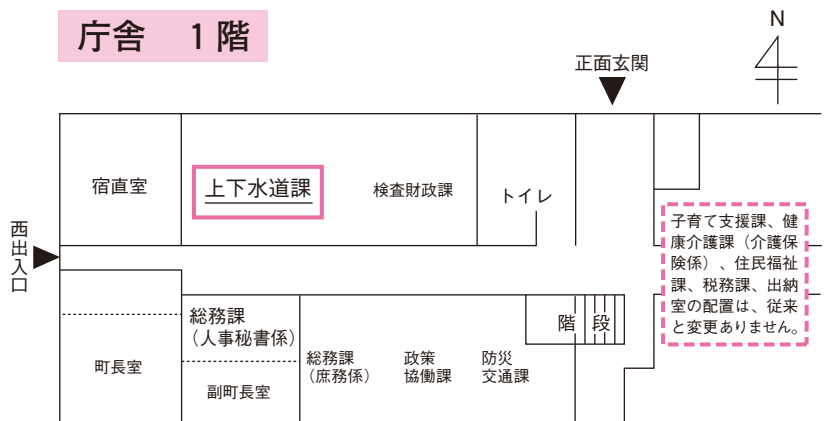 庁舎　1階
N
正面玄関
宿直室
上下水道課
検査財政課
トイレ
西出入口
子育て支援課、健
康介護課（介護保
険係）、住民福祉
課、税務課、出納
室の配置は、従来
と変更ありません。
総務課
（人事秘書係）
階段
町長室
副町長室
総務課
（庶務係）
政策
協働課
防災
交通課